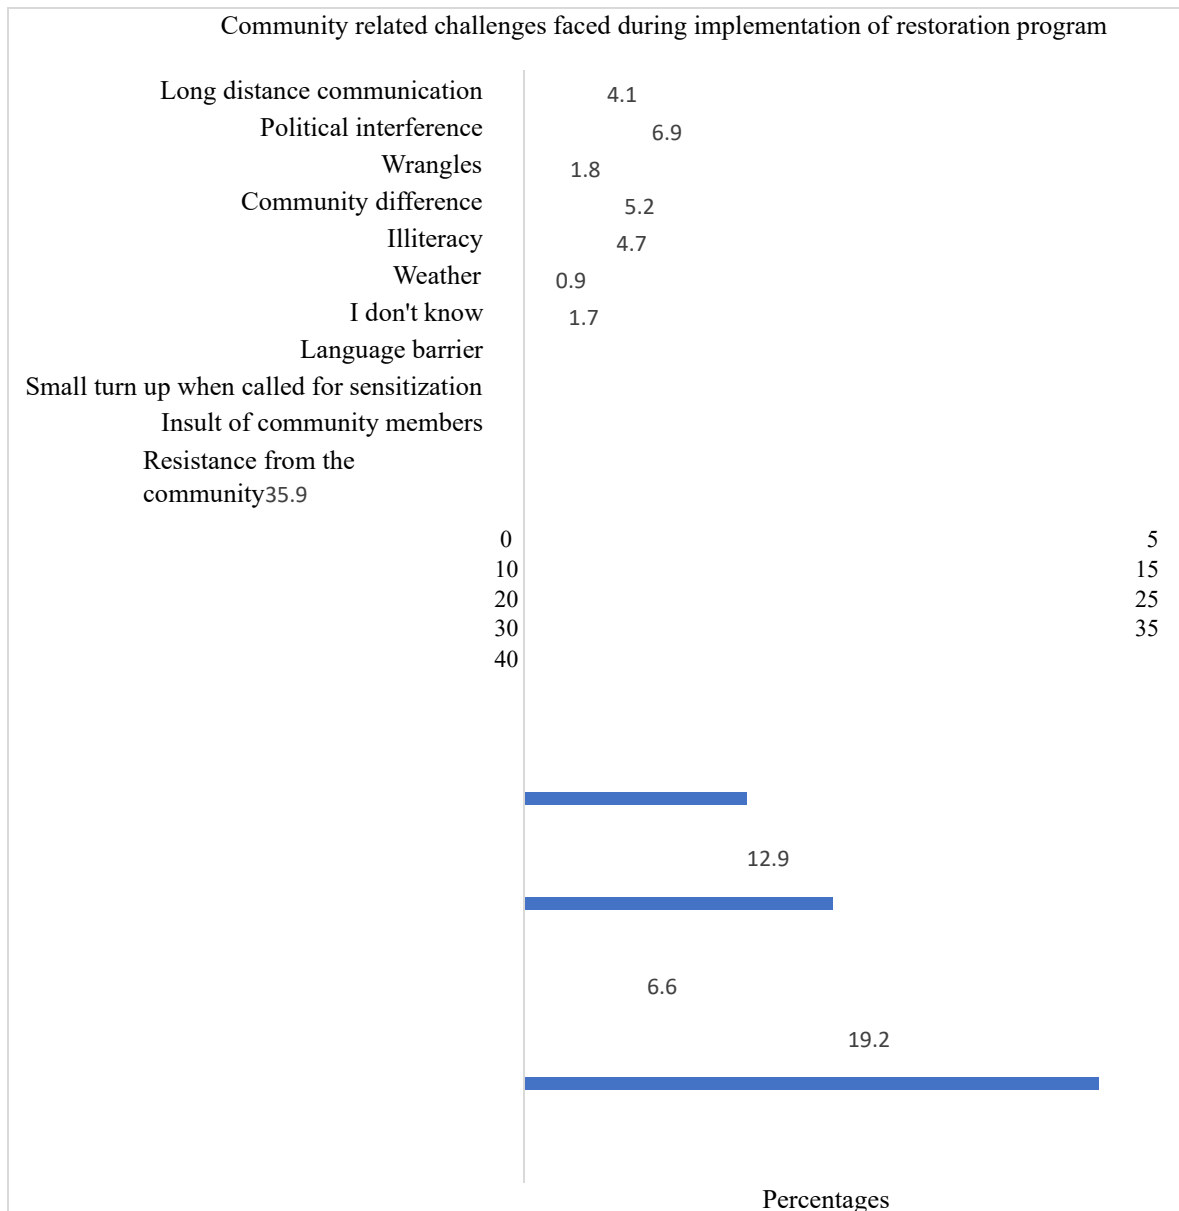 Community related challenges faced during implementation of restoration program
Long distance communication 4.1
Political interference 6.9
Wrangles 1.8
Community difference 5.2
Illiteracy 4.7
Weather 0.9
I don't know 1.7
Language barrier
Small turn up when called for sensitization
Insult of community members
Resistance from the
community35.9
0 5
10 15
20 25
30 35
40
12.9
6.6
19.2
Percentages